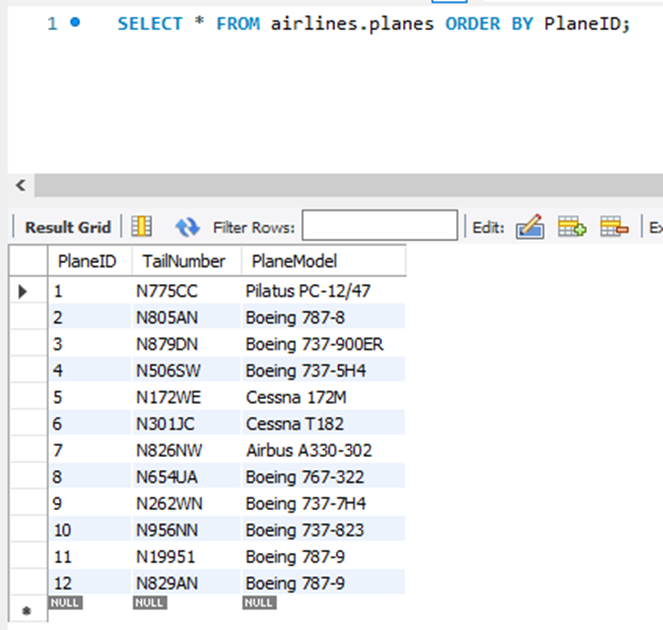 1 SELECT * FROM airlines.planes ORDER BY PlaneID;
Result Grid Filter Rows: Edit: Ex
PlaneID TailNumber PlaneModel
1 N775CC Pilatus PC-12/47
2 N805AN Boeing 787-8
3 N879DN Boeing 737-900ER
4 N506SW Boeing 737-5H4
5 N172WE Cessna 172M
6 N301JC Cessna T182
7 N826NW Airbus A330-302
8 N654UA Boeing 767-322
9 N262WN Boeing 737-7H4
10 N956NN Boeing 737-823
11 N19951 Boeing 787-9
12 N829AN Boeing 787-9
* NULL NULL NULL